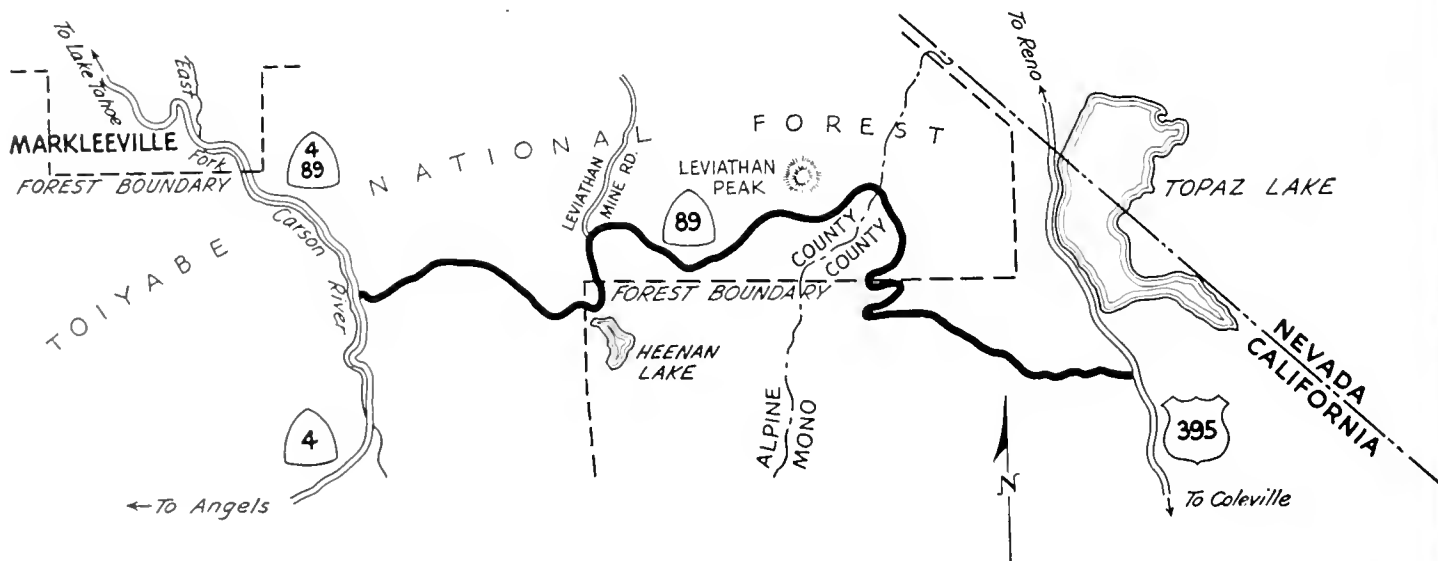 To Lake Tahoe
East
Fork
Carson
River
MARKLEEVILLE
FOREST BOUNDARY
4
89
TOIYABE
NATIONAL
FOREST
LEVIATHAN
MINE RD.
LEVIATHAN
PEAK
89
COUNTY
COUNTY
FOREST BOUNDARY
HEENAN
LAKE
ALPINE
MONO
To Reno
TOPAZ LAKE
NEVADA
CALIFORNIA
395
4
←To Angels
N
To Coleville